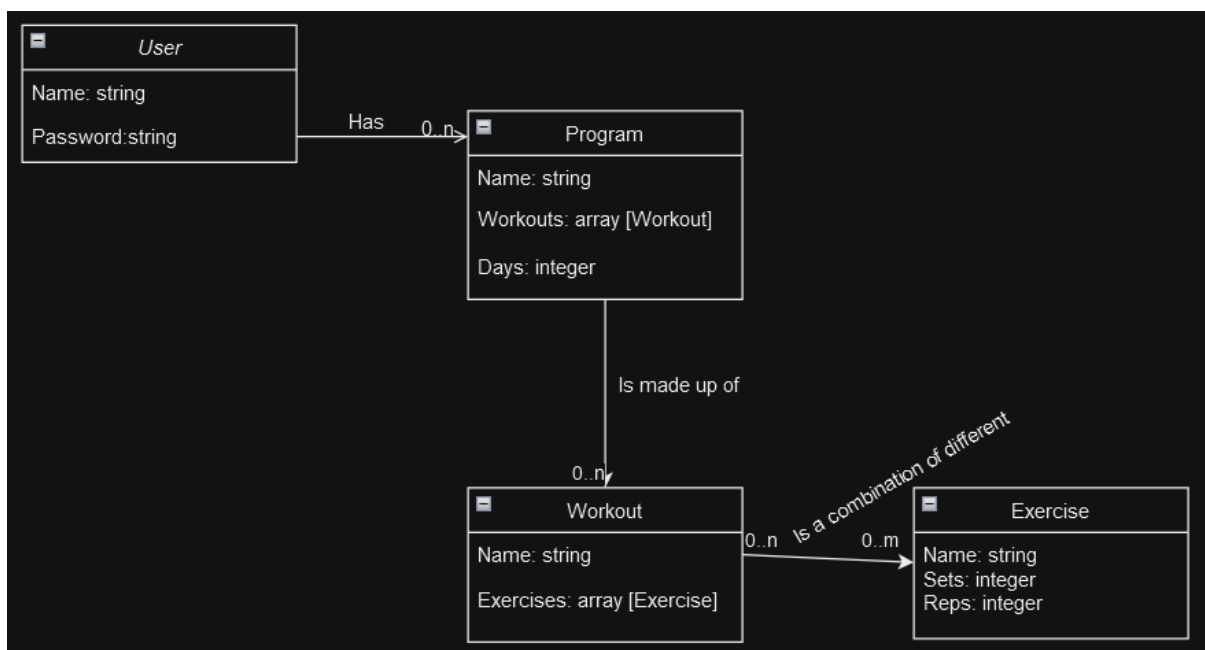 User
Name: string
Password:string
Has
0..n
Program
Name: string
Workouts: array [Workout]
Days: integer
Is made up of
0..n
Workout
Name: string
Exercises: array [Exercise]
0..n
Is a combination of different
0..m
Exercise
Name: string
Sets: integer
Reps: integer